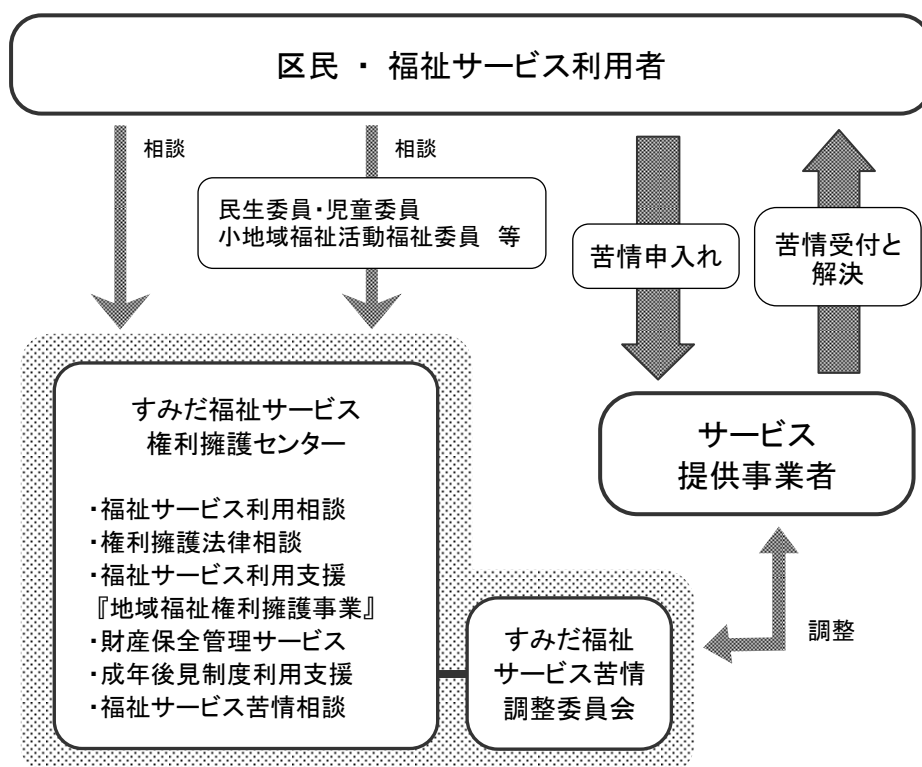 区民 ・ 福祉サービス利用者
相談
相談
民生委員・児童委員
小地域福祉活動福祉委員　等
苦情申入れ
苦情受付と
解決
すみだ福祉サービス
権利擁護センター
・福祉サービス利用相談
・権利擁護法律相談
・福祉サービス利用支援
『地域福祉権利擁護事業』
・財産保全管理サービス
・成年後見制度利用支援
・福祉サービス苦情相談
サービス
提供事業者
調整
すみだ福祉
サービス苦情
調整委員会